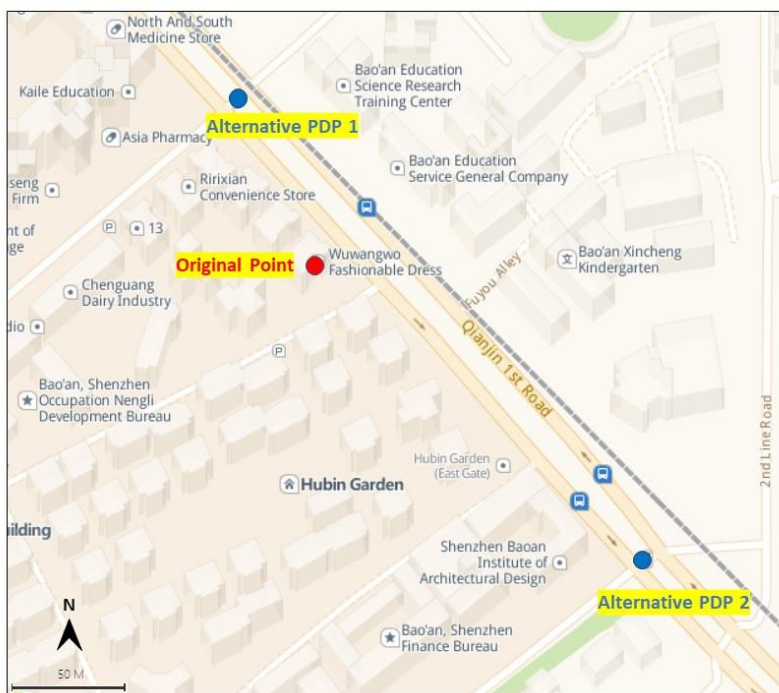 North And South
Medicine Store
Kaile Education
Bao'an Education
Science Research
Training Center
Alternative PDP 1
Asia Pharmacy
Bao'an Education
Service General Company
Ririxian
Convenience Store
seng
Firm
P
13
nt of
ge
Original Point
Wuwangwo
Fashionable Dress
文
Bao'an Xincheng
Kindergarten
Fuyou Alley
Chenguang
Dairy Industry
dio
Qianjin 1st Road
P
Bao'an, Shenzhen
Occupation Nengli
Development Bureau
2nd Line Road
Hubin Garden
(East Gate)
Hubin Garden
uilding
Shenzhen Baoan
Institute of
Architectural Design
Alternative PDP 2
N
Bao'an, Shenzhen
Finance Bureau
50 M